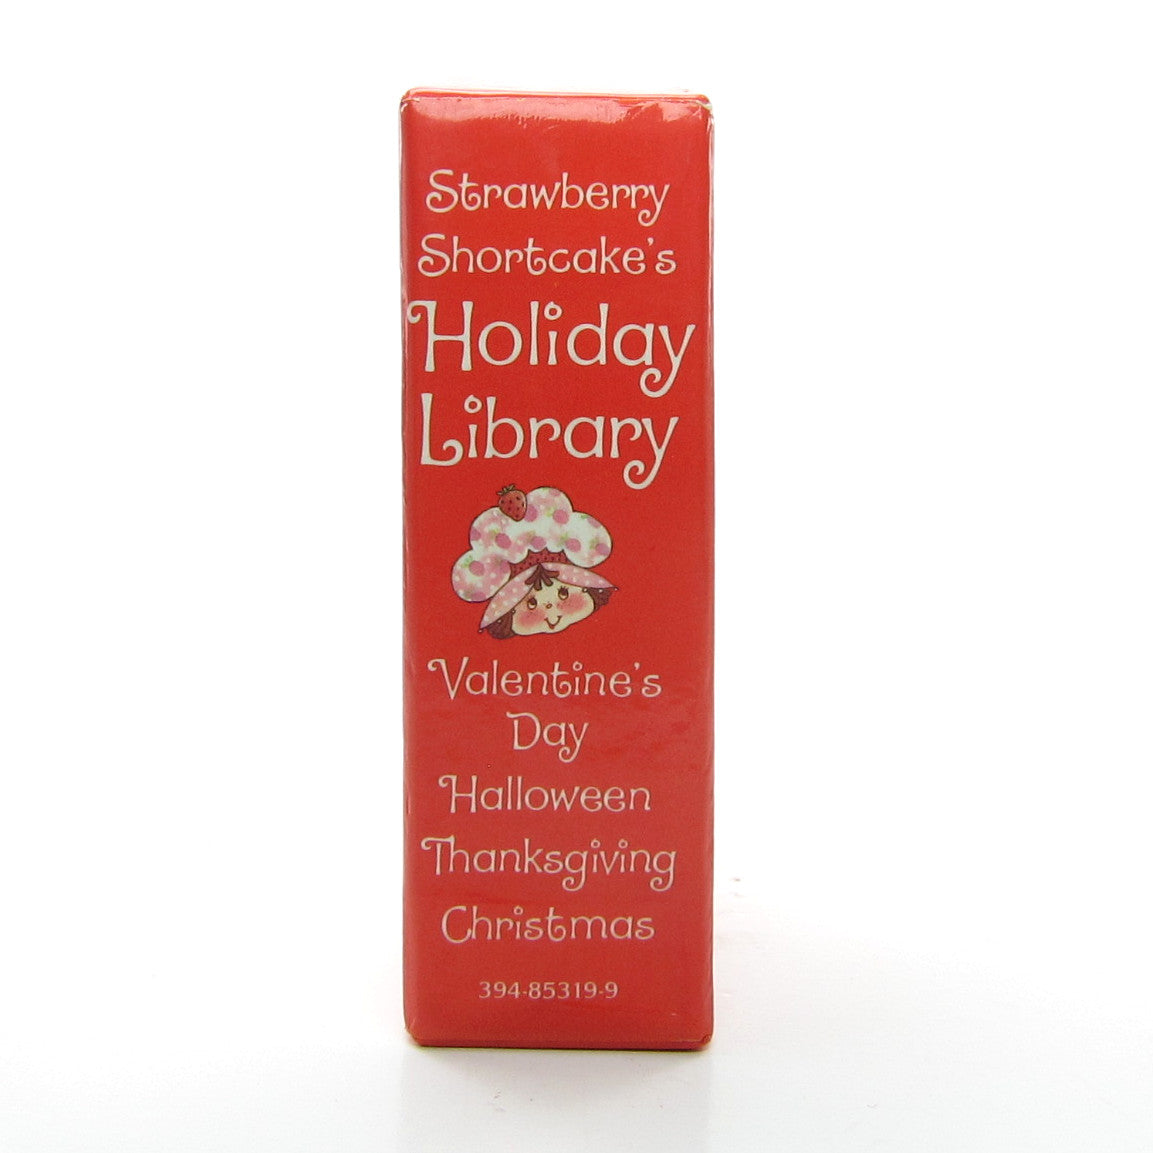 Strawberry
Shortcake's
Holiday
Library
Valentine's
Day
Halloween
Thanksgiving
Christmas
394-85319-9